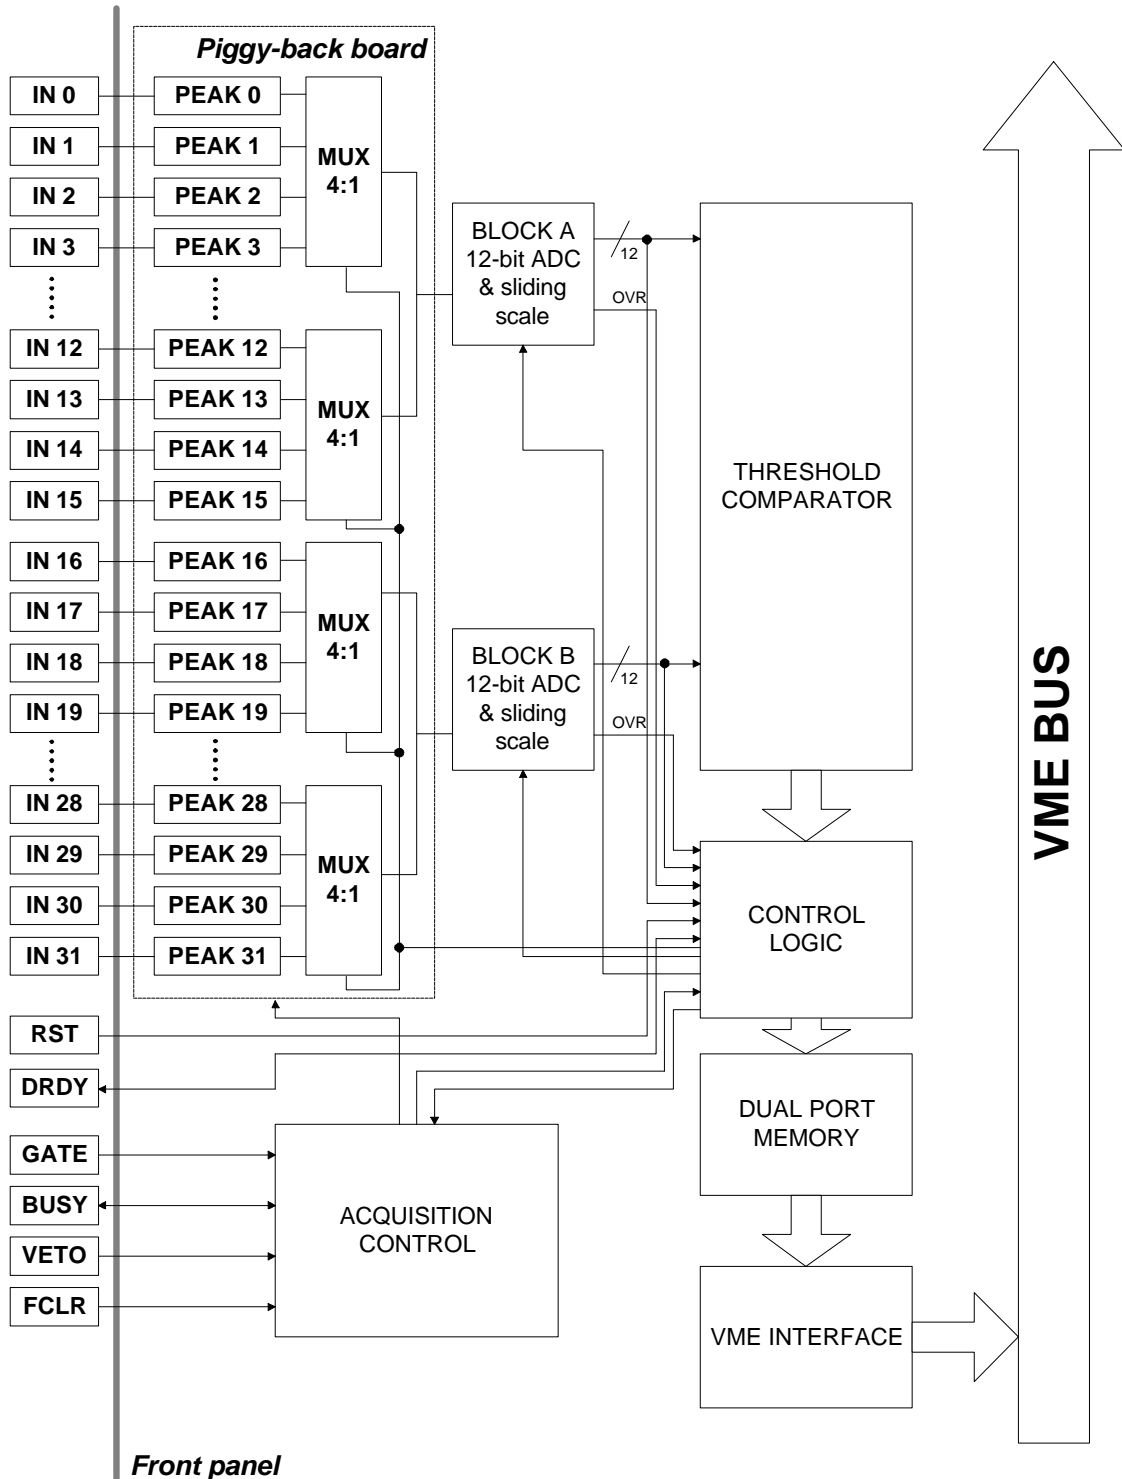 Piggy-back board
IN 0
PEAK 0
IN 1
PEAK 1
IN 2
PEAK 2
IN 3
PEAK 3
MUX
4:1
IN 12
PEAK 12
IN 13
PEAK 13
IN 14
PEAK 14
IN 15
PEAK 15
MUX
4:1
IN 16
PEAK 16
IN 17
PEAK 17
IN 18
PEAK 18
IN 19
PEAK 19
MUX
4:1
IN 28
PEAK 28
IN 29
PEAK 29
IN 30
PEAK 30
IN 31
PEAK 31
MUX
4:1
BLOCK A
12-bit ADC
& sliding
scale
12
OVR
BLOCK B
12-bit ADC
& sliding
scale
12
OVR
THRESHOLD
COMPARATOR
CONTROL
LOGIC
DUAL PORT
MEMORY
VME INTERFACE
VME BUS
RST
DRDY
GATE
BUSY
VETO
FCLR
ACQUISITION
CONTROL
Front panel